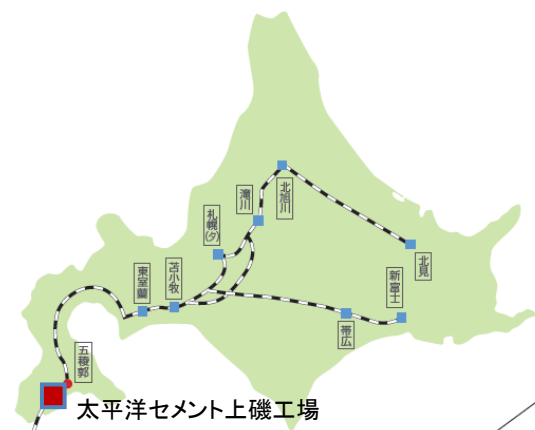 北旭川
滝川
札幌(タ)
北見
東室蘭
苫小牧
新富士
帯広
五稜郭
太平洋セメント上磯工場